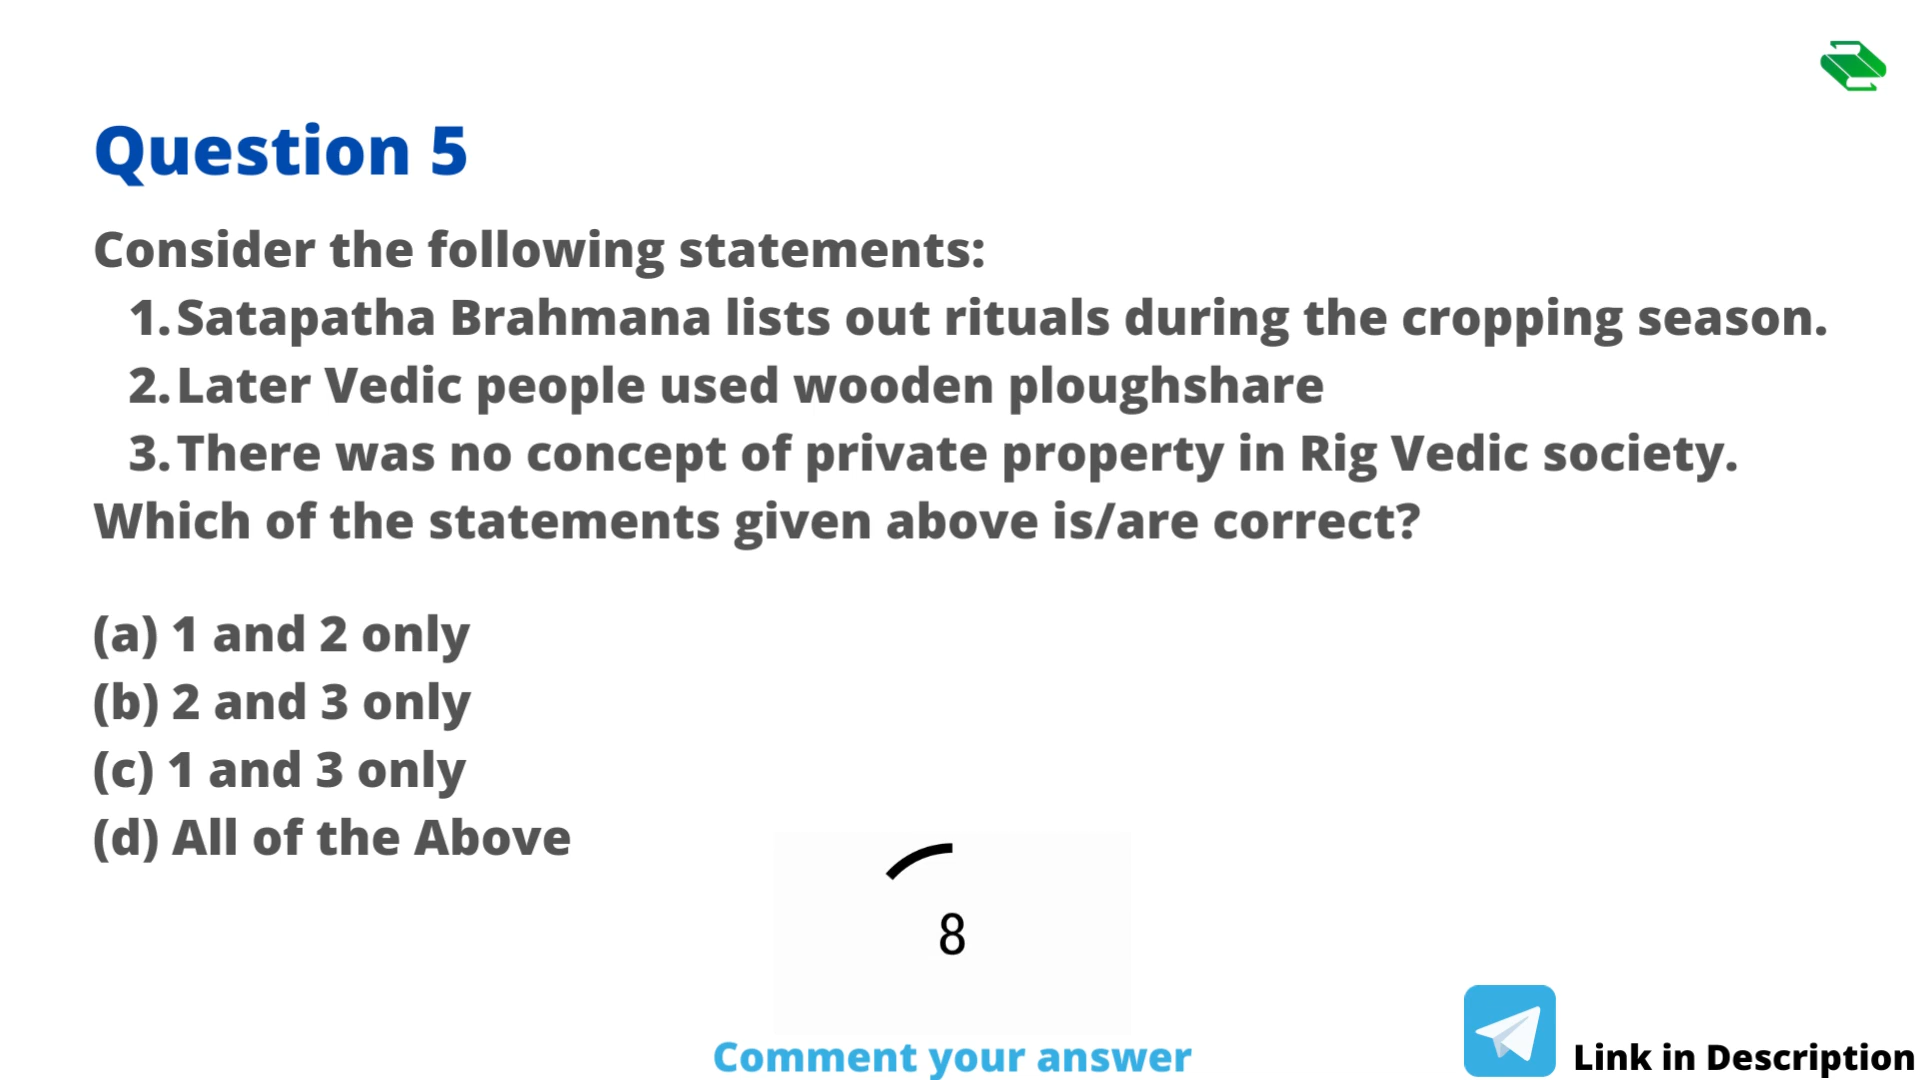 Question 5
Consider the following statements:
1. Satapatha Brahmana lists out rituals during the cropping season.
2. Later Vedic people used wooden ploughshare
3. There was no concept of private property in Rig Vedic society.
Which of the statements given above is/are correct?
(a) 1 and 2 only
(b) 2 and 3 only
(c) 1 and 3 only
(d) All of the Above
8
Comment your answer
Link in Description